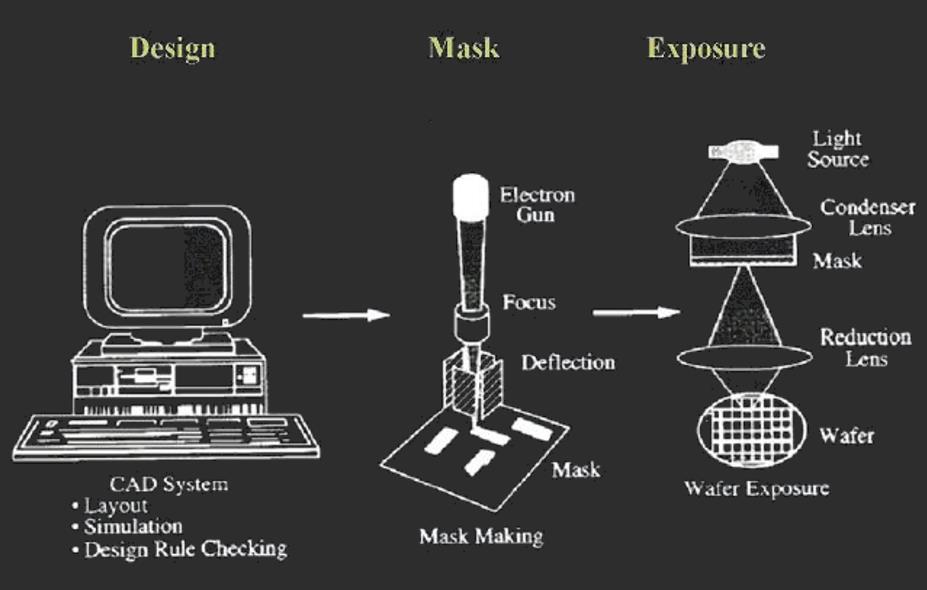 Design
Mask
Exposure
CAD System
• Layout
• Simulation
• Design Rule Checking
Electron
Gun
Focus
Deflection
Mask
Mask Making
Light
Source
Condenser
Lens
Mask
Reduction
Lens
Wafer
Wafer Exposure